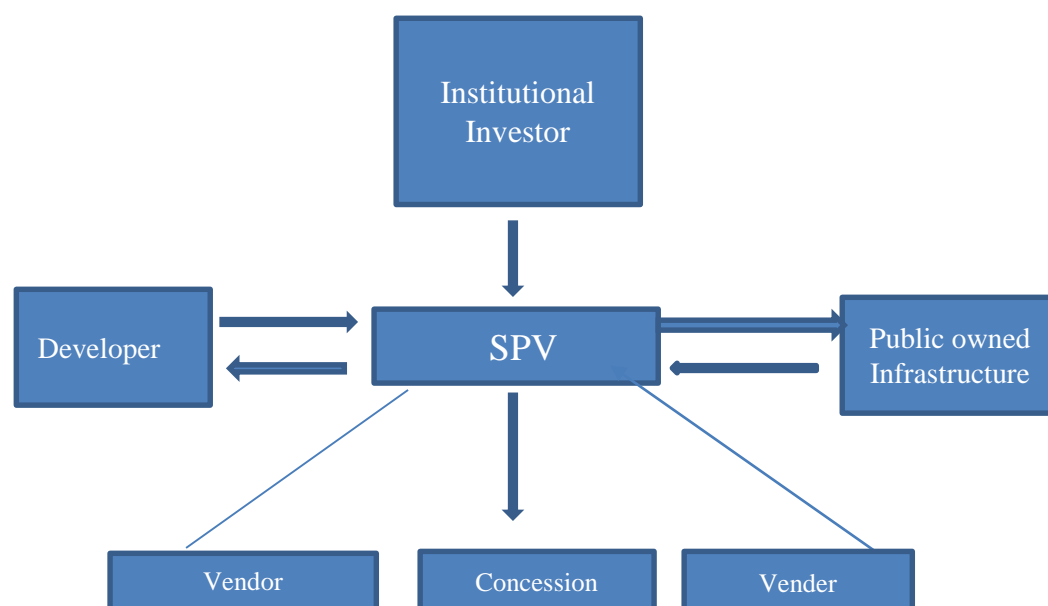 Institutional
Investor
Developer
SPV
Public owned
Infrastructure
Vendor
Concession
Vender